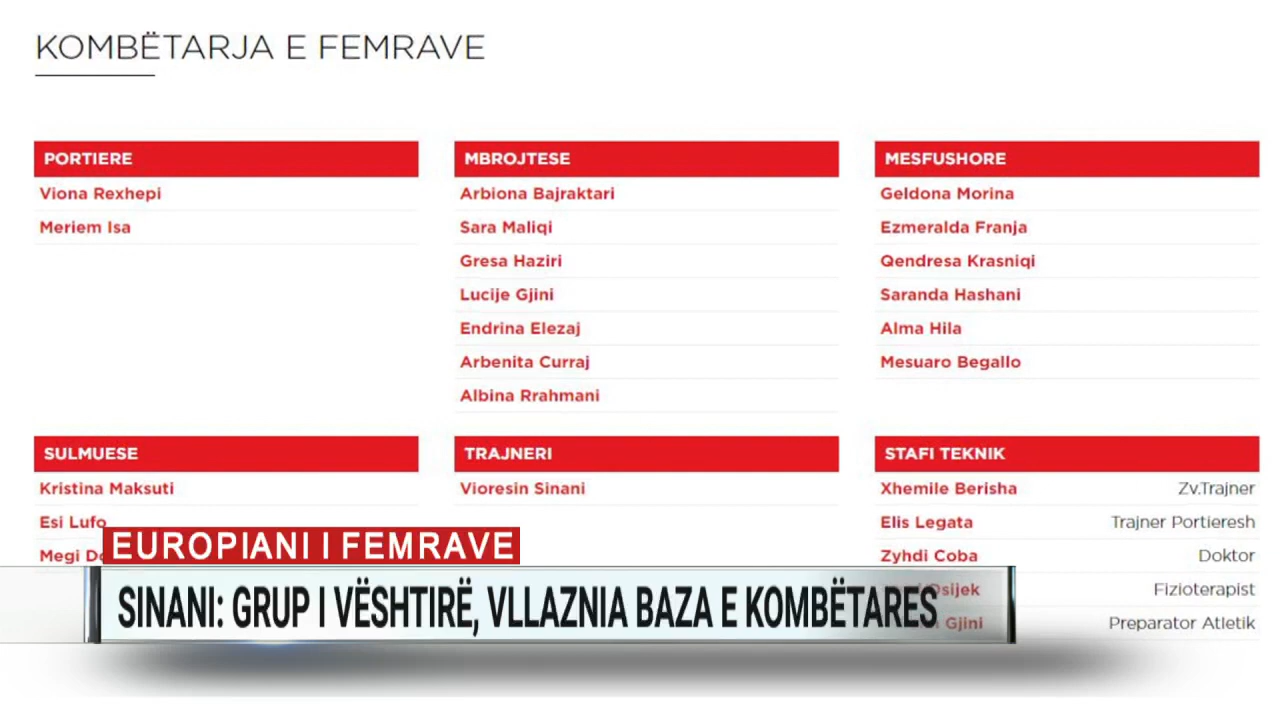 KOMBËTARJA E FEMRAVE
PORTIERE
Viona Rexhepi
Meriem Isa
MBROJTESE
Arbiona Bajraktari
Sara Maliqi
Gresa Haziri
Lucije Gjini
Endrina Elezaj
Arbenita Curraj
Albina Rrahmani
MESFUSHORE
Geldona Morina
Ezmeralda Franja
Qendresa Krasniqi
Saranda Hashani
Alma Hila
Mesuaro Begallo
SULMUESE
Kristina Maksuti
Esi Lufo
Megi
TRAJNERI
Vioresin Sinani
STAFI TEKNIK
Xhemile Berisha Zv.Trajner
Elis Legata Trajner Portieresh
Zyhdi Coba Doktor
Fizioterapist
Gjini Preparator Atletik
EUROPIANI I FEMRAVE
SINANI: GRUP I VËSHTIRË, VLLAZNIA BAZA E KOMBËTARES